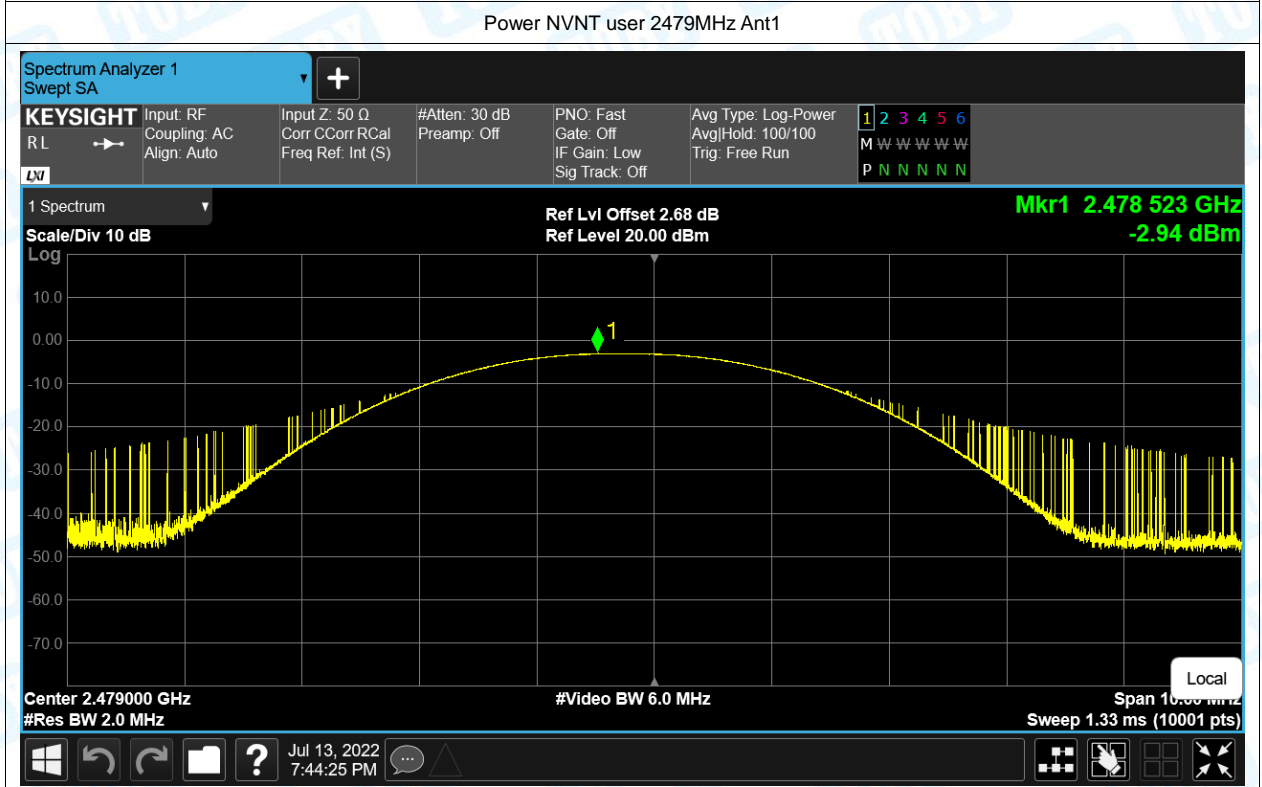 Power NVNT user 2479MHz Ant1
Spectrum Analyzer 1
Swept SA
+
KEYSIGHT
R L
LXI
Input: RF
Coupling: AC
Align: Auto
Input Z: 50 Ω
Corr CCorr RCal
Freq Ref: Int (S)
#Atten: 30 dB
Preamp: Off
PNO: Fast
Gate: Off
IF Gain: Low
Sig Track: Off
Avg Type: Log-Power
Avg|Hold: 100/100
Trig: Free Run
1 2 3 4 5 6
M W W W W W
P N N N N N
1 Spectrum
Scale/Div 10 dB
Ref Lvl Offset 2.68 dB
Ref Level 20.00 dBm
Mkr1 2.478 523 GHz
-2.94 dBm
Log
10.0
0.00
-10.0
-20.0
-30.0
-40.0
-50.0
-60.0
-70.0
1
Local
Center 2.479000 GHz
#Video BW 6.0 MHz
Span 10.00 MHz
#Res BW 2.0 MHz
Sweep 1.33 ms (10001 pts)
?
Jul 13, 2022
7:44:25 PM
TOBY